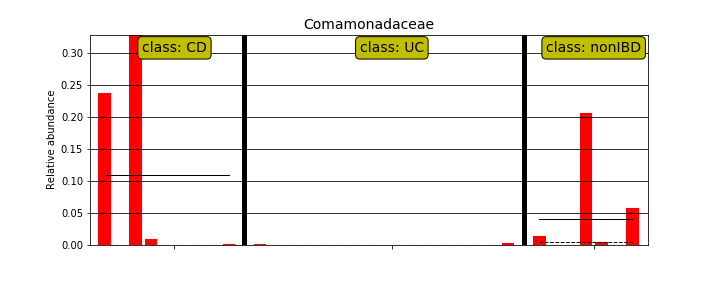 Comamonadaceae
class: CD
class: UC
class: nonIBD
Relative abundance
0.30
0.25
0.20
0.15
0.10
0.05
0.00